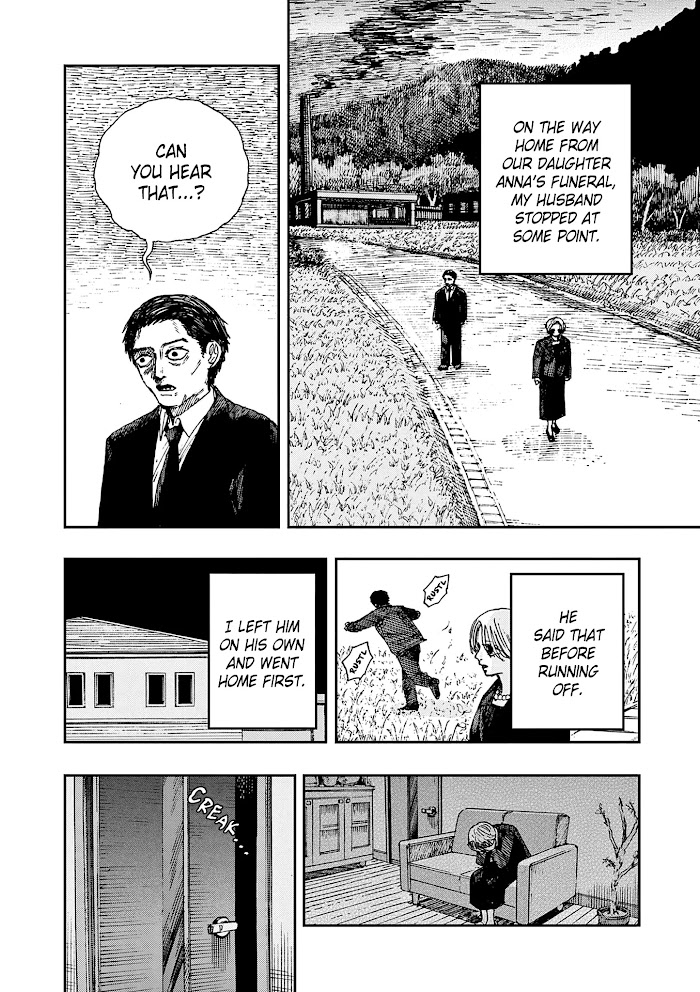 ON THE WAY
HOME FROM
OUR DAUGHTER
ANNA'S FUNERAL,
MY HUSBAND
STOPPED AT
SOME POINT.
CAN
YOU HEAR
THAT...?
HE
SAID THAT
BEFORE
RUNNING
OFF.
RUSTL
RUSTL
I LEFT HIM
ON HIS OWN
AND WENT
HOME FIRST.
CREAK...